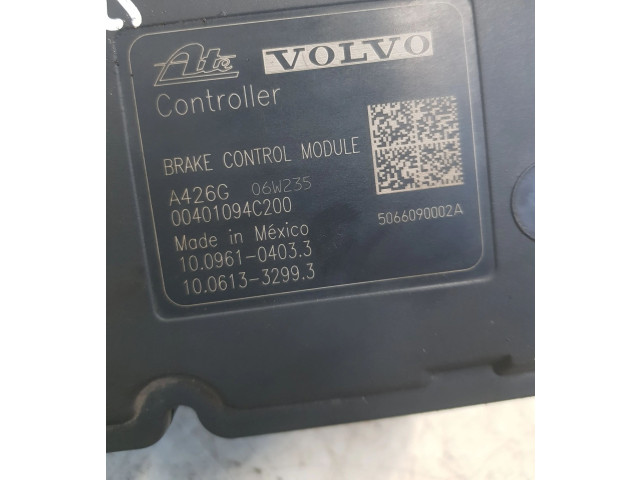 Ate VOLVO
Controller
BRAKE CONTROL MODULE
A426G 06W235
00401094C200
5066090002A
Made in México
10.0961-0403.3
10.0613-3299.3